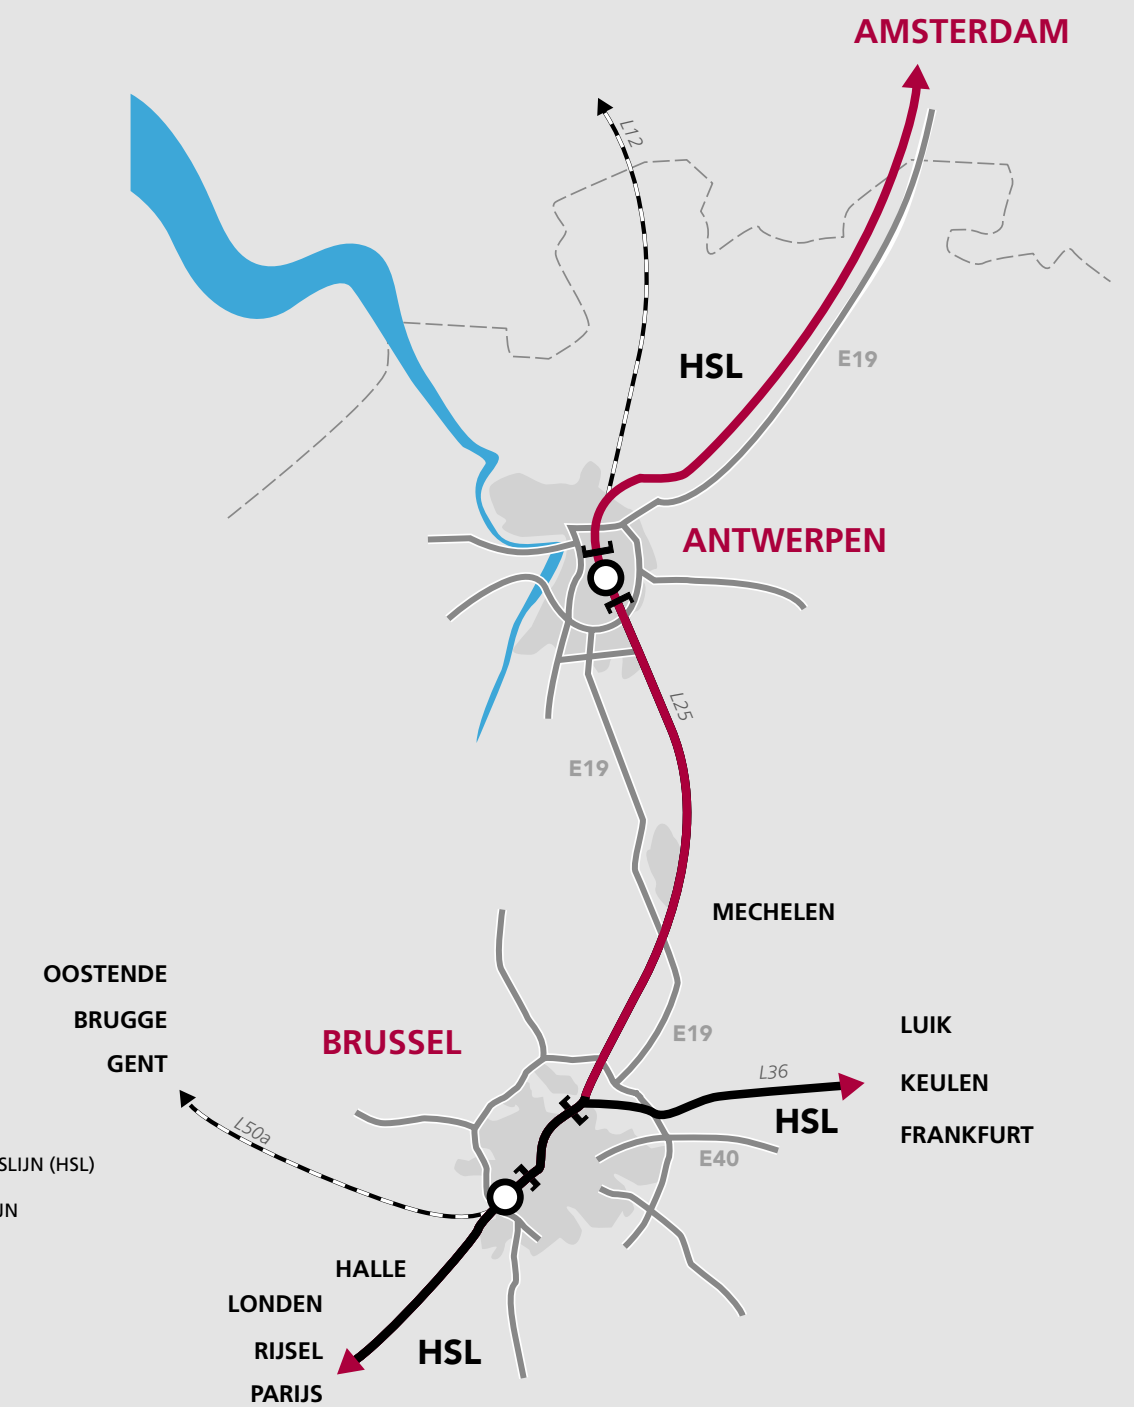 AMSTERDAM
L12
HSL
E19
ANTWERPEN
L25
E19
MECHELEN
OOSTENDE
BRUGGE
GENT
BRUSSEL
E19
LUIK
L36
KEULEN
HSL
FRANKFURT
L50a
E40
SLIJN (HSL)
JN
HALLE
LONDEN
RIJSEL
HSL
PARIJS